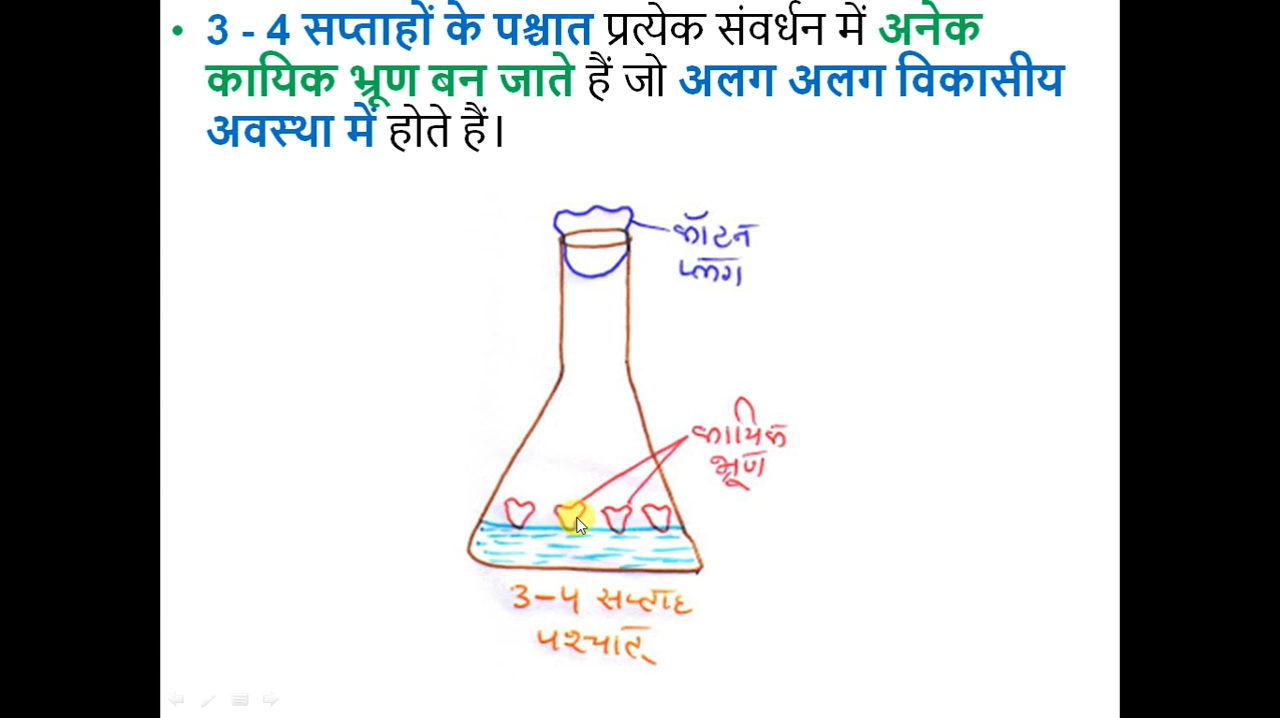 • 3 - 4 सप्ताहों के पश्चात प्रत्येक संवर्धन में अनेक
कायिक भ्रूण बन जाते हैं जो अलग अलग विकासीय
अवस्था में होते हैं।
कॉटन
प्लग
कायिक
भ्रूण
3-4 सप्ताह
पश्चात्